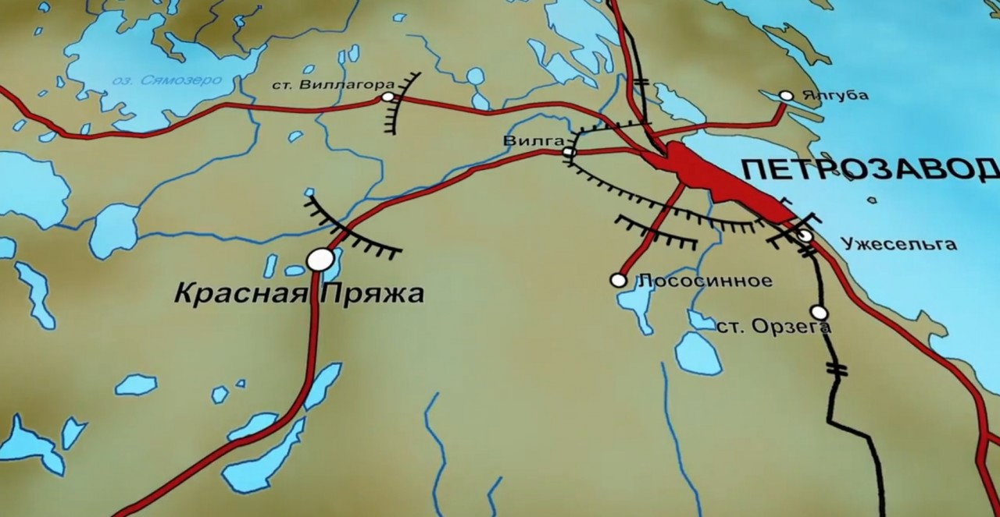 оз. Сямозеро
ст. Виллагора
Ялгуба
Вилга
ПЕТРОЗАВОД
Ужесельга
Лососинное
Красная Пряжа
ст. Орзега